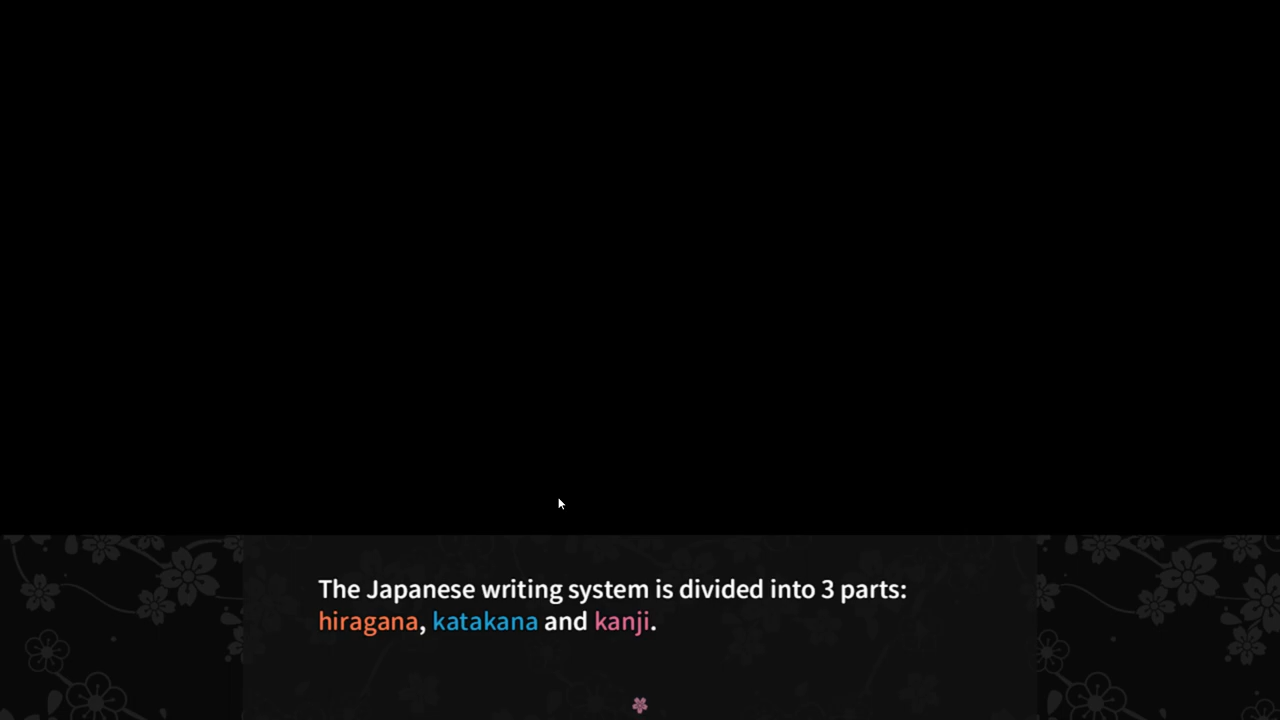 The Japanese writing system is divided into 3 parts:
hiragana, katakana and kanji.